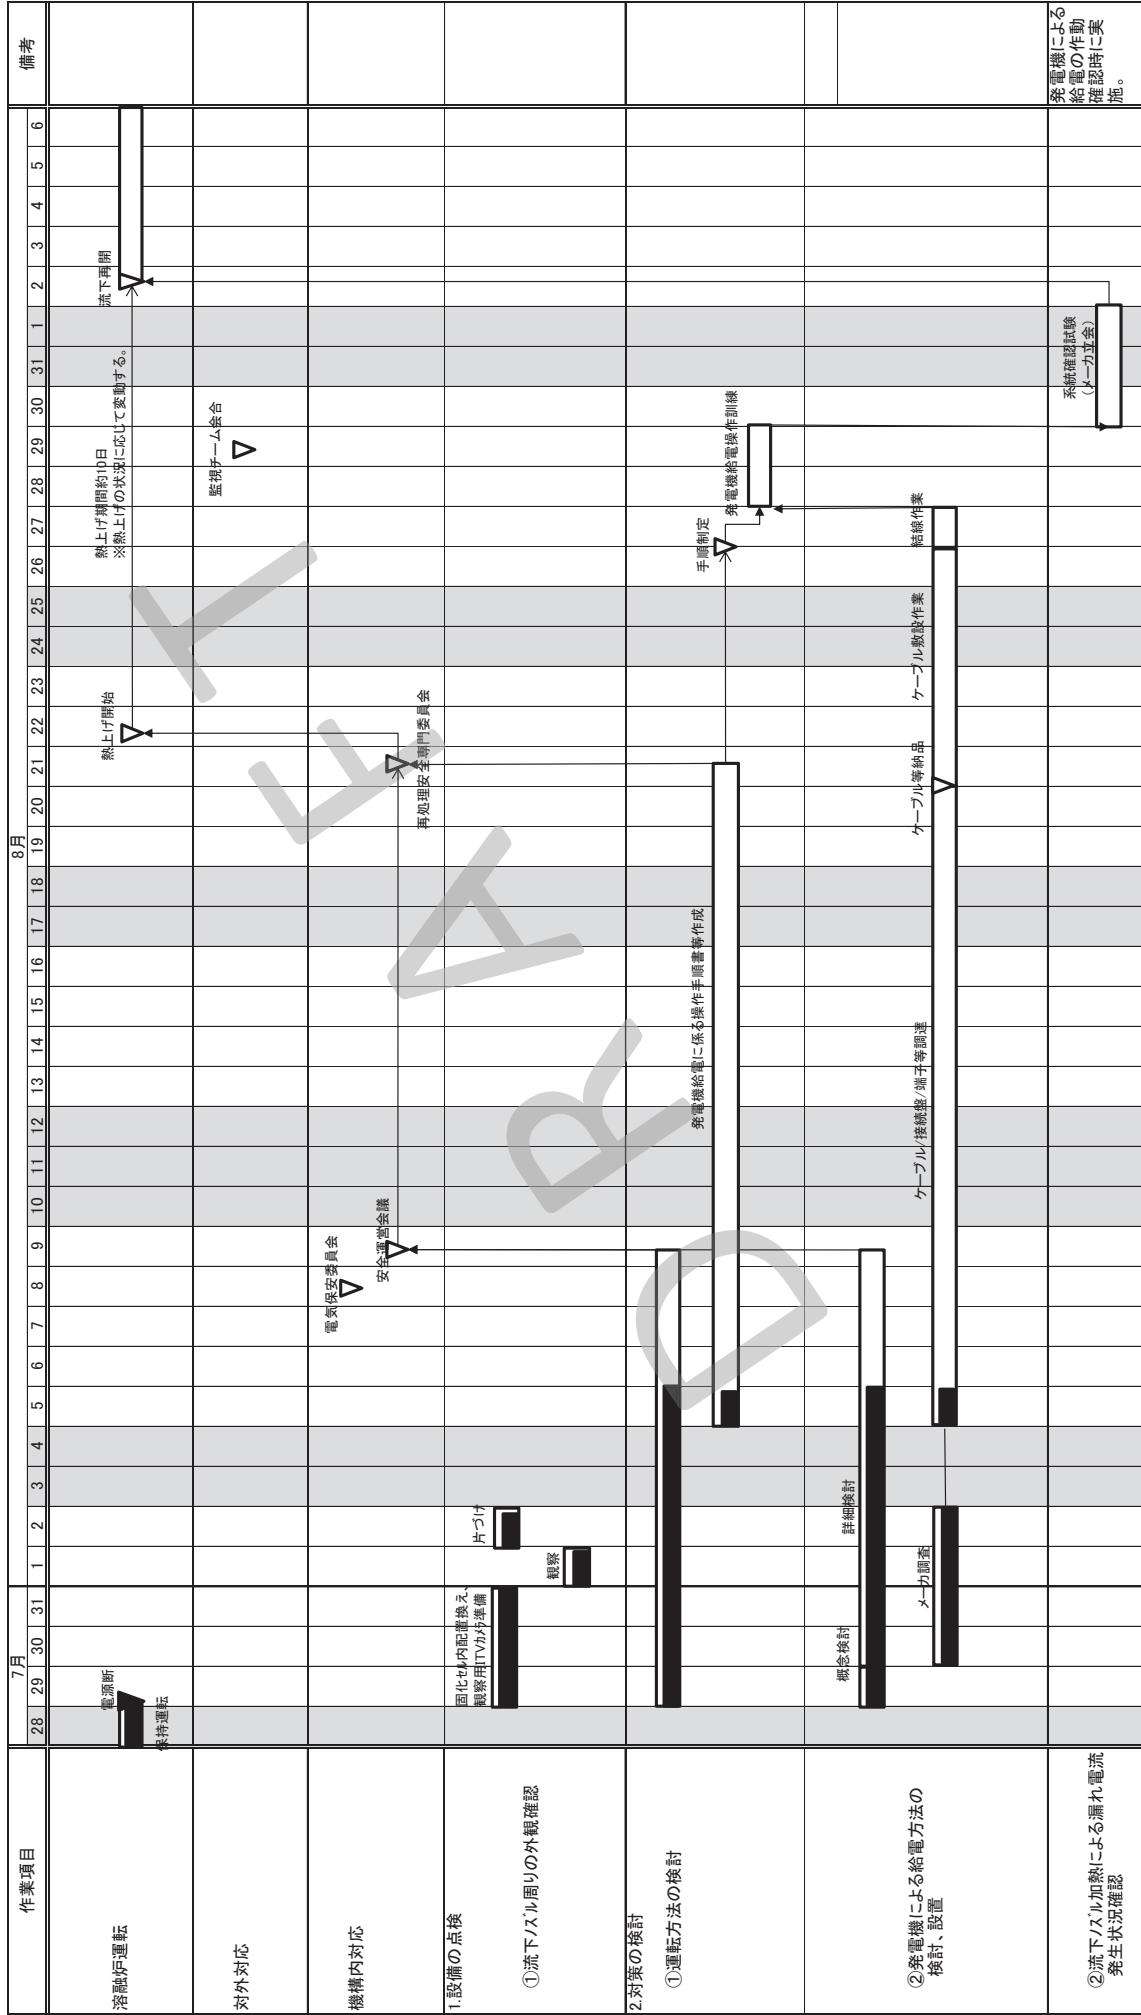 作業項目
7月
8月
備考
28
29
30
31
1
2
3
4
5
6
7
8
9
10
11
12
13
14
15
16
17
18
19
20
21
22
23
24
25
26
27
28
29
30
31
1
2
3
4
5
6
溶融炉運転
電源断
保持運転
熱上げ開始
熱上げ期間約10日
※熱上げの状況に応じて変動する。
流下再開
対外対応
監視チーム会合
機構内対応
電気保安委員会
安全運営会議
再処理安全専門委員会
1.設備の点検
①流下ノズル周りの外観確認
固化セル内配置換え、
観察用ITVカメラ準備
片づけ
観察
2.対策の検討
①運転方法の検討
発電機給電に係る操作手順書等作成
手順制定
発電機給電操作訓練
②発電機による給電方法の
検討、設置
概念検討
詳細検討
メーカ調査
ケーブル/接続盤/端子等調達
ケーブル等納品
ケーブル敷設作業
結線作業
②流下ノズル加熱による漏れ電流
発生状況確認
系統確認試験
(メーカ立会)
発電機による
給電の作動
確認時に実
施。
DRAFT